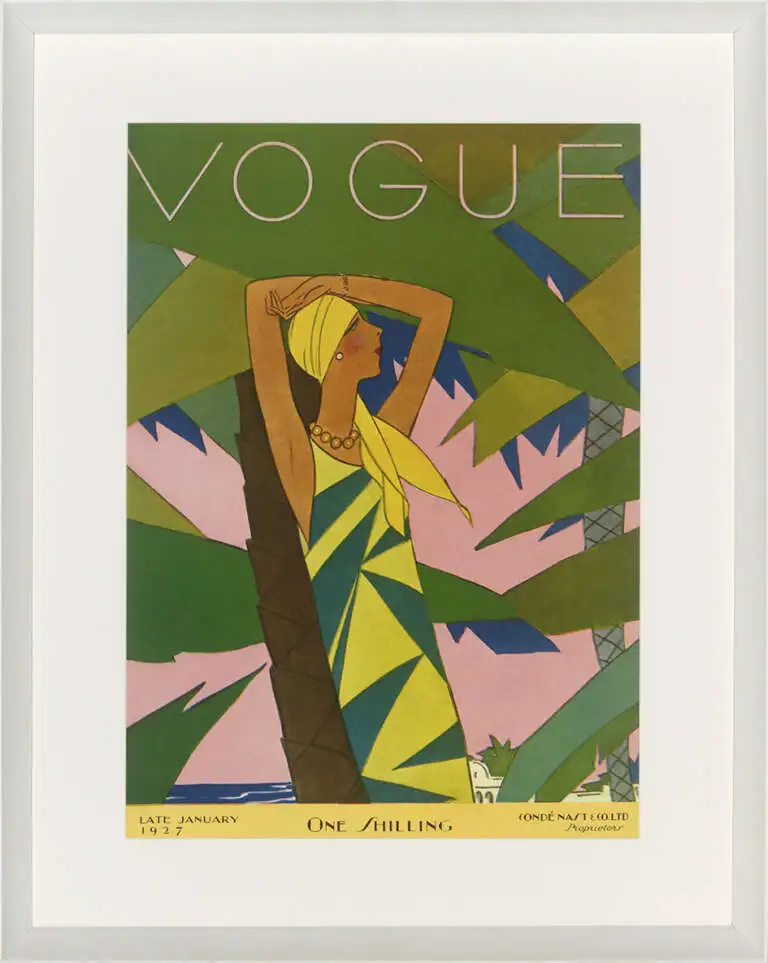 VOGUE
LATE JANUARY
1927
ONE SHILLING
CONDÉ NAST & CO. LTD
Proprietors